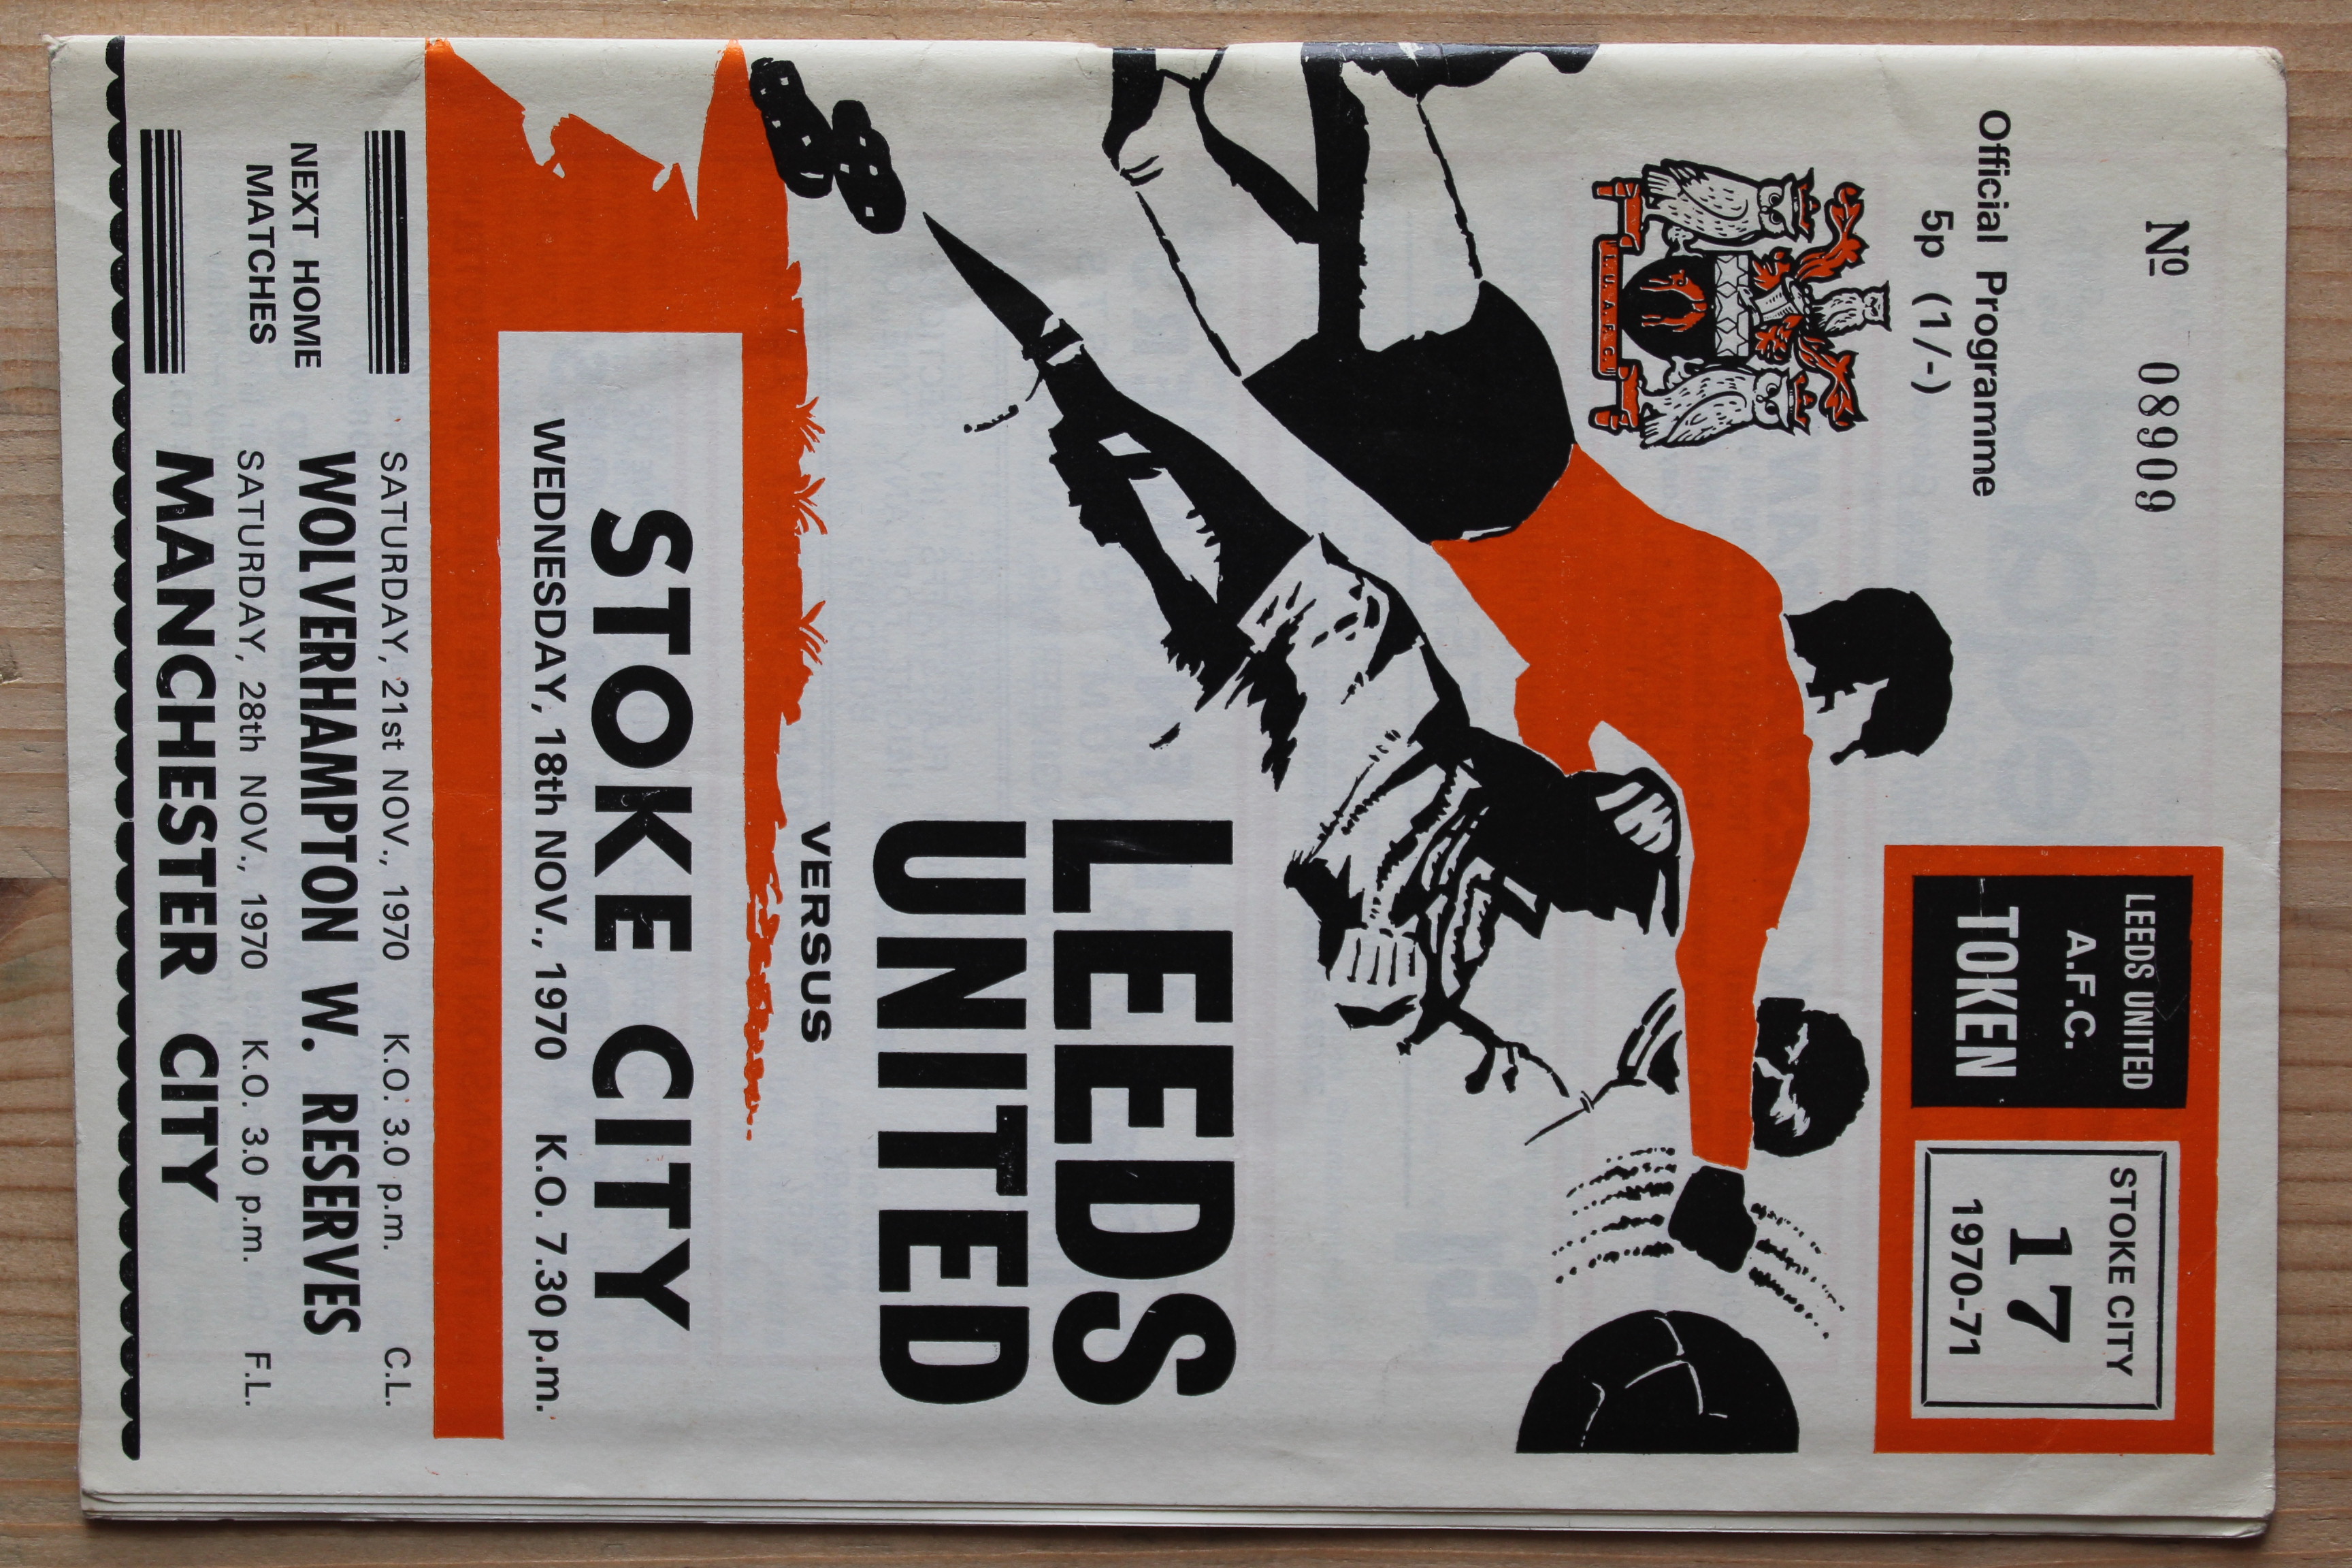 Nº 08909
Official Programme
5p (1/-)
L.U.A.F.C.
LEEDS UNITED
A.F.C.
TOKEN
STOKE CITY
17
1970-71
LEEDS
UNITED
VERSUS
STOKE CITY
WEDNESDAY, 18th NOV., 1970 K.O. 7.30 p.m.
NEXT HOME
MATCHES
SATURDAY, 21st NOV., 1970 K.O. 3.0 p.m. C.L.
WOLVERHAMPTON W. RESERVES
SATURDAY, 28th NOV., 1970 K.O. 3.0 p.m. F.L.
MANCHESTER CITY